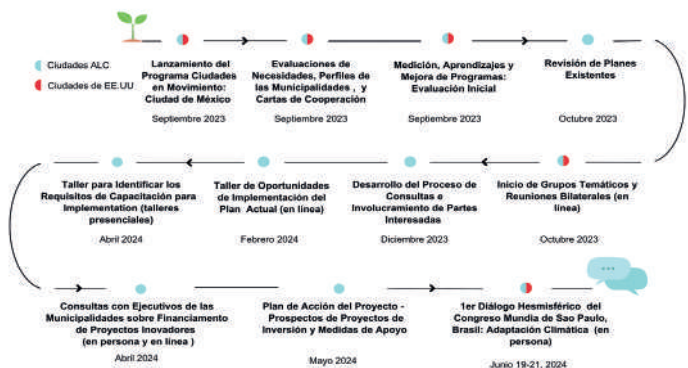 Ciudades ALC
Ciudades de EE.UU
Lanzamiento del
Programa Ciudades
en Movimiento:
Ciudad de México
Septiembre 2023
Evaluaciones de
Necesidades, Perfiles de
las Municipalidades , y
Cartas de Cooperación
Septiembre 2023
Medición, Aprendizajes y
Mejora de Programas:
Evaluación Inicial
Septiembre 2023
Revisión de Planes
Existentes
Octubre 2023
Inicio de Grupos Temáticos y
Reuniones Bilaterales (en
línea)
Octubre 2023
Desarrollo del Proceso de
Consultas e
Involucramiento de Partes
Interesadas
Diciembre 2023
Taller de Oportunidades
de Implementación del
Plan Actual (en línea)
Febrero 2024
Taller para Identificar los
Requisitos de Capacitación para
Implementation (talleres
presenciales)
Abril 2024
Consultas con Ejecutivos de las
Municipalidades sobre Financiamento
de Proyectos Inovadores
(en persona y en línea )
Abril 2024
Plan de Acción del Proyecto -
Prospectos de Proyectos de
Inversión y Medidas de Apoyo
Mayo 2024
1er Diálogo Hesmisférico del
Congreso Mundia de Sao Paulo,
Brasil: Adaptación Climática (en
persona)
Junio 19-21, 2024